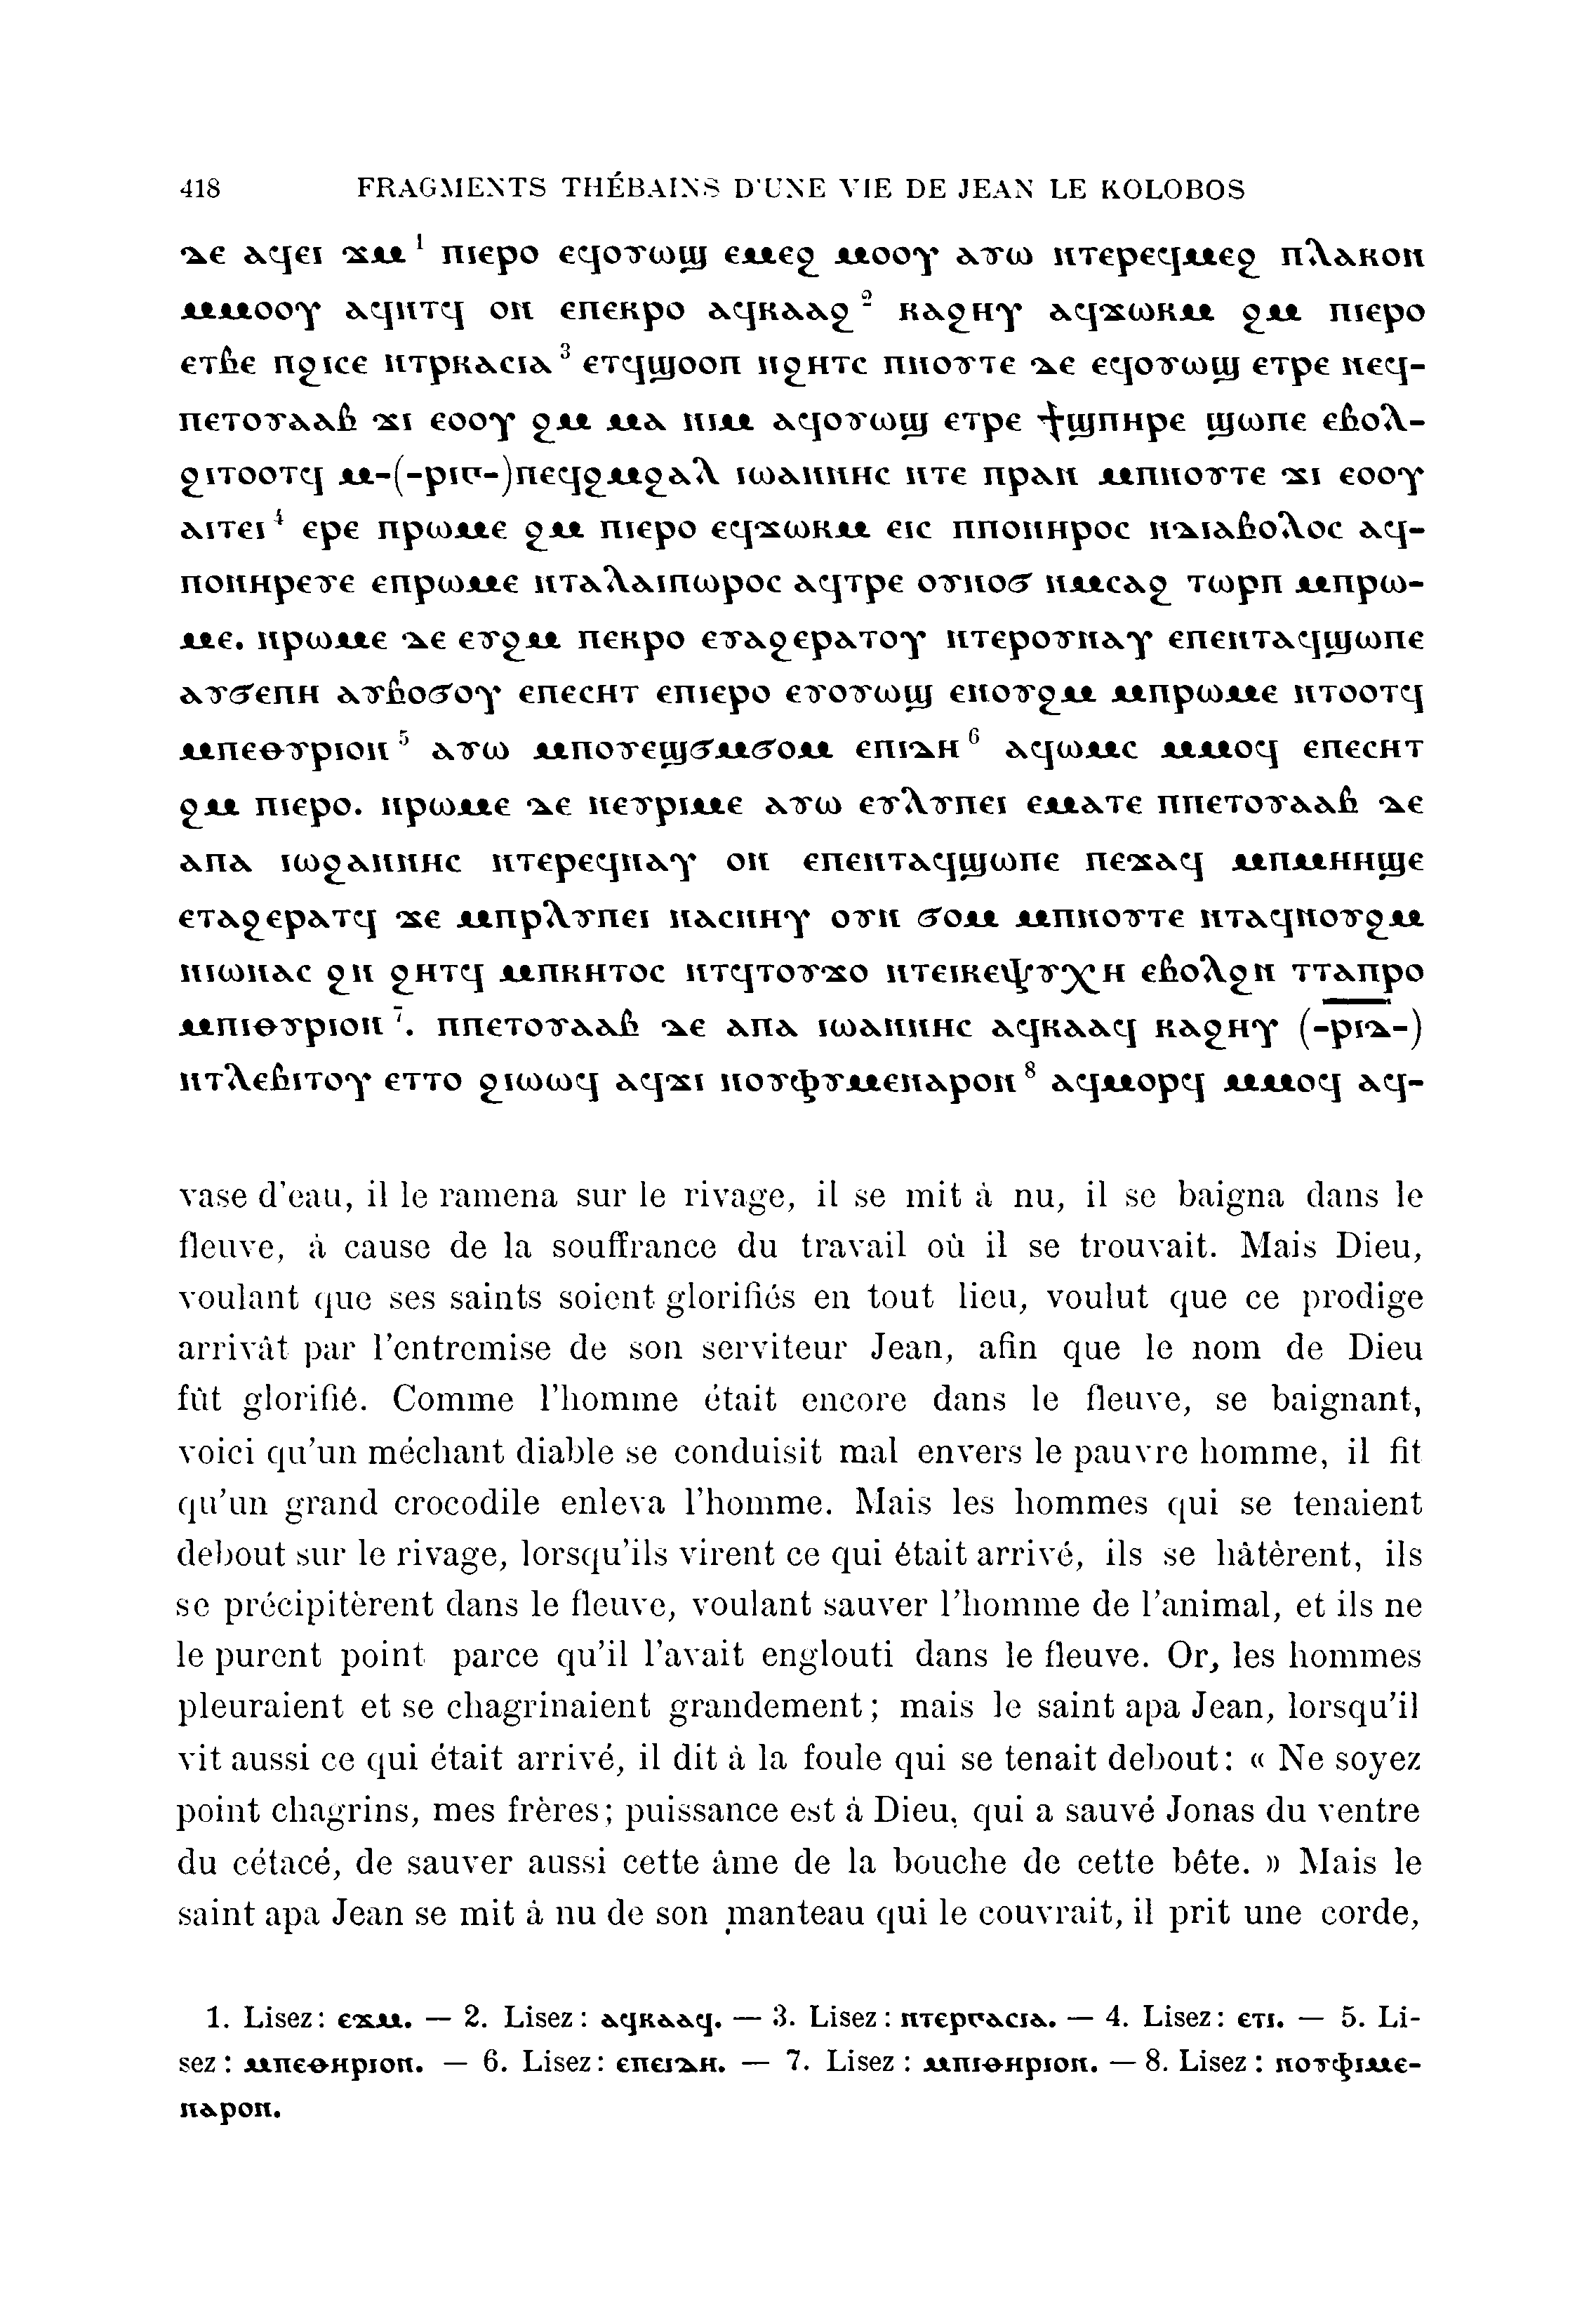 418 FRAGMENTS THÉBAINS D'UNE VIE DE JEAN LE KOLOBOS
ⲇⲉ ⲁϥⲉⲓ ϫⲙ 1 ⲡⲓⲉⲣⲟ ⲉϥⲟⲩⲱϣ ⲉⲙⲉϩ ⲙⲟⲟⲩ ⲁⲩⲱ ⲛⲧⲉⲣⲉϥⲙⲉϩ ⲡⲗⲁⲕⲟⲛ
ⲙⲙⲟⲟⲩ ⲁϥⲛⲧϥ ⲟⲛ ⲉⲡⲉⲕⲣⲟ ⲁϥⲕⲁⲁϩ 2 ⲕⲁϩⲏⲩ ⲁϥϫⲱⲕⲙ ϩⲙ ⲡⲓⲉⲣⲟ
ⲉⲧⲃⲉ ⲡϩⲓⲥⲉ ⲛⲧⲣⲕⲁⲥⲓⲁ 3 ⲉⲧϥϣⲟⲟⲡ ⲛϩⲏⲧⲥ ⲡⲛⲟⲩⲧⲉ ⲇⲉ ⲉϥⲟⲩⲱϣ ⲉⲧⲣⲉ ⲛⲉϥ-
ⲡⲉⲧⲟⲩⲁⲁⲃ ϫⲓ ⲉⲟⲟⲩ ϩⲙ ⲙⲁ ⲛⲓⲙ ⲁϥⲟⲩⲱϣ ⲉⲧⲣⲉ ϯϣⲡⲏⲣⲉ ϣⲱⲡⲉ ⲉⲃⲟⲗ-
ϩⲓⲧⲟⲟⲧϥ ⲙ-(-ⲣⲓⲅ-)ⲡⲉϥϩⲙϩⲁⲗ ⲓⲱⲁⲛⲛⲏⲥ ⲛⲧⲉ ⲡⲣⲁⲛ ⲙⲡⲛⲟⲩⲧⲉ ϫⲓ ⲉⲟⲟⲩ
ⲁⲓⲧⲉⲓ 4 ⲉⲣⲉ ⲡⲣⲱⲙⲉ ϩⲙ ⲡⲓⲉⲣⲟ ⲉϥϫⲱⲕⲙ ⲉⲓⲥ ⲡⲡⲟⲛⲏⲣⲟⲥ ⲛⲇⲓⲁⲃⲟⲗⲟⲥ ⲁϥ-
ⲡⲟⲛⲏⲣⲉⲩⲉ ⲉⲡⲣⲱⲙⲉ ⲛⲧⲁⲗⲁⲓⲡⲱⲣⲟⲥ ⲁϥⲧⲣⲉ ⲟⲩⲛⲟϭ ⲛⲙⲥⲁϩ ⲧⲱⲣⲡ ⲙⲡⲣⲱ-
ⲙⲉ. ⲛⲣⲱⲙⲉ ⲇⲉ ⲉⲩϩⲙ ⲡⲉⲕⲣⲟ ⲉⲩⲁϩⲉⲣⲁⲧⲟⲩ ⲛⲧⲉⲣⲟⲩⲛⲁⲩ ⲉⲡⲉⲛⲧⲁϥϣⲱⲡⲉ
ⲁⲩϭⲉⲡⲏ ⲁⲩⲃⲟϭⲟⲩ ⲉⲡⲉⲥⲏⲧ ⲉⲡⲓⲉⲣⲟ ⲉⲩⲟⲩⲱϣ ⲉⲛⲟⲩϩⲙ ⲙⲡⲣⲱⲙⲉ ⲛⲧⲟⲟⲧϥ
ⲙⲡⲉⲑⲩⲣⲓⲟⲛ 5 ⲁⲩⲱ ⲙⲡⲟⲩⲉϣϭⲙϭⲟⲙ ⲉⲡⲓⲇⲏ 6 ⲁϥⲱⲙⲥ ⲙⲙⲟϥ ⲉⲡⲉⲥⲏⲧ
ϩⲙ ⲡⲓⲉⲣⲟ. ⲛⲣⲱⲙⲉ ⲇⲉ ⲛⲉⲩⲣⲓⲙⲉ ⲁⲩⲱ ⲉⲩⲗⲩⲡⲉⲓ ⲉⲙⲁⲧⲉ ⲡⲡⲉⲧⲟⲩⲁⲁⲃ ⲇⲉ
ⲁⲡⲁ ⲓⲱϩⲁⲛⲛⲏⲥ ⲛⲧⲉⲣⲉϥⲛⲁⲩ ⲟⲛ ⲉⲡⲉⲛⲧⲁϥϣⲱⲡⲉ ⲡⲉϫⲁϥ ⲙⲡⲙⲏⲏϣⲉ
ⲉⲧⲁϩⲉⲣⲁⲧϥ ϫⲉ ⲙⲡⲣⲗⲩⲡⲉⲓ ⲛⲁⲥⲛⲏⲩ ⲟⲩⲛ ϭⲟⲙ ⲙⲡⲛⲟⲩⲧⲉ ⲛⲧⲁϥⲛⲟⲩϩⲙ
ⲛⲓⲱⲛⲁⲥ ϩⲛ ϩⲏⲧϥ ⲙⲡⲕⲏⲧⲟⲥ ⲛⲧϥⲧⲟⲩϫⲟ ⲛⲧⲉⲓⲕⲉⲯⲩⲭⲏ ⲉⲃⲟⲗϩⲛ ⲧⲧⲁⲡⲣⲟ
ⲙⲡⲓⲑⲩⲣⲓⲟⲛ 7. ⲡⲡⲉⲧⲟⲩⲁⲁⲃ ⲇⲉ ⲁⲡⲁ ⲓⲱⲁⲛⲛⲏⲥ ⲁϥⲕⲁⲁϥ ⲕⲁϩⲏⲩ (-ⲣⲓⲇ-)
ⲛⲧⲗⲉⲃⲓⲧⲟⲩ ⲉⲧⲧⲟ ϩⲓⲱⲱϥ ⲁϥϫⲓ ⲛⲟⲩⲫⲩⲙⲉⲛⲁⲣⲟⲛ 8 ⲁϥⲙⲟⲣϥ ⲙⲙⲟϥ ⲁϥ-
vase d'eau, il le ramena sur le rivage, il se mit à nu, il se baigna dans le
fleuve, à cause de la souffrance du travail où il se trouvait. Mais Dieu,
voulant que ses saints soient glorifiés en tout lieu, voulut que ce prodige
arrivât par l'entremise de son serviteur Jean, afin que le nom de Dieu
fût glorifié. Comme l'homme était encore dans le fleuve, se baignant,
voici qu'un méchant diable se conduisit mal envers le pauvre homme, il fit
qu'un grand crocodile enleva l'homme. Mais les hommes qui se tenaient
debout sur le rivage, lorsqu'ils virent ce qui était arrivé, ils se hâtèrent, ils
se précipitèrent dans le fleuve, voulant sauver l'homme de l'animal, et ils ne
le purent point parce qu'il l'avait englouti dans le fleuve. Or, les hommes
pleuraient et se chagrinaient grandement; mais le saint apa Jean, lorsqu'il
vit aussi ce qui était arrivé, il dit à la foule qui se tenait debout: « Ne soyez
point chagrins, mes frères; puissance est à Dieu, qui a sauvé Jonas du ventre
du cétacé, de sauver aussi cette âme de la bouche de cette bête. » Mais le
saint apa Jean se mit à nu de son manteau qui le couvrait, il prit une corde,
1. Lisez: ⲉϫⲙ. — 2. Lisez: ⲁϥⲕⲁⲁϥ. — 3. Lisez: ⲛⲧⲉⲣⲅⲁⲥⲓⲁ. — 4. Lisez: ⲉⲧⲓ. — 5. Li-
sez: ⲙⲡⲉⲑⲏⲣⲓⲟⲛ. — 6. Lisez: ⲉⲡⲉⲓⲇⲏ. — 7. Lisez: ⲙⲡⲓⲑⲏⲣⲓⲟⲛ. — 8. Lisez: ⲛⲟⲩⲫⲓⲙⲉ-
ⲛⲁⲣⲟⲛ.